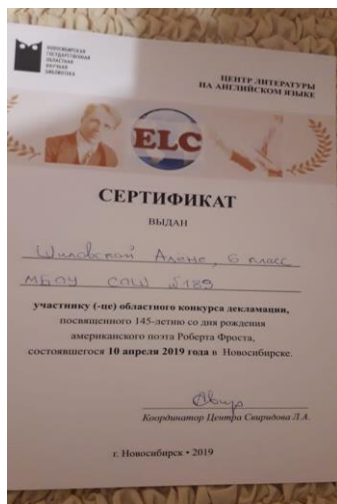 НОВОСИБИРСКАЯ
ГОСУДАРСТВЕННАЯ
ОБЛАСТНАЯ
НАУЧНАЯ
БИБЛИОТЕКА
ЦЕНТР ЛИТЕРАТУРЫ
НА АНГЛИЙСКОМ ЯЗЫКЕ
ELC
СЕРТИФИКАТ
ВЫДАН
Шиловской Алене, 6 класс
МБОУ СОШ №189
участнику (-це) областного конкурса декламации,
посвященного 145-летию со дня рождения
американского поэта Роберта Фроста,
состоявшегося 10 апреля 2019 года в Новосибирске.
Координатор Центра Свиридова Л.А.
г. Новосибирск • 2019